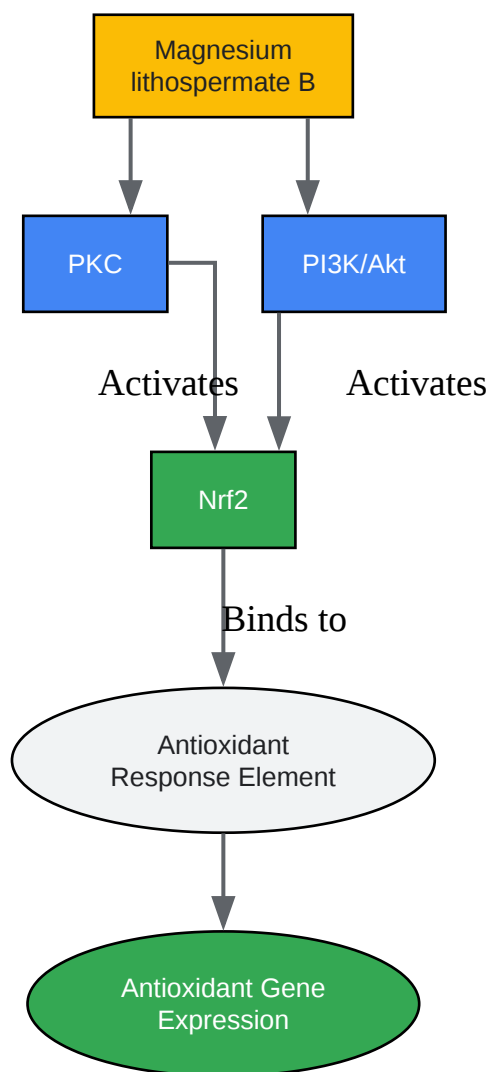 Magnesium
lithospermate B
PKC
PI3K/Akt
Activates
Activates
Nrf2
Binds to
Antioxidant
Response Element
Antioxidant Gene
Expression